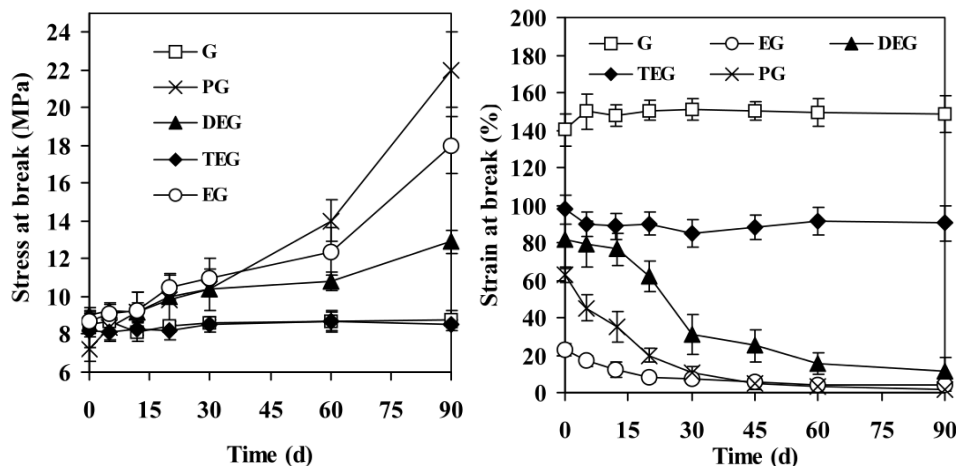 Stress at break (MPa)
24
22
20
18
16
14
12
10
8
6
G
PG
DEG
TEG
EG
0 15 30 45 60 75 90
Time (d)
Strain at break (%)
200
180
160
140
120
100
80
60
40
20
0
G EG DEG
TEG PG
0 15 30 45 60 75 90
Time (d)